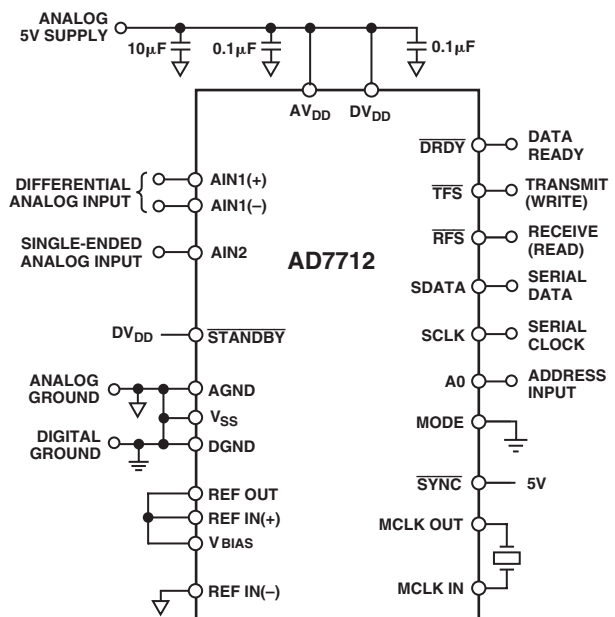 ANALOG
5V SUPPLY
10μF
0.1μF
0.1μF
AVDD
DVDD
DRDY
DATA
READY
DIFFERENTIAL
ANALOG INPUT
AIN1(+)
AIN1(–)
TFS
TRANSMIT
(WRITE)
RFS
RECEIVE
(READ)
SINGLE-ENDED
ANALOG INPUT
AIN2
AD7712
SDATA
SERIAL
DATA
DVDD
STANDBY
SCLK
SERIAL
CLOCK
ANALOG
GROUND
AGND
A0
ADDRESS
INPUT
VSS
MODE
DIGITAL
GROUND
DGND
SYNC
5V
REF OUT
REF IN(+)
VBIAS
MCLK OUT
REF IN(–)
MCLK IN